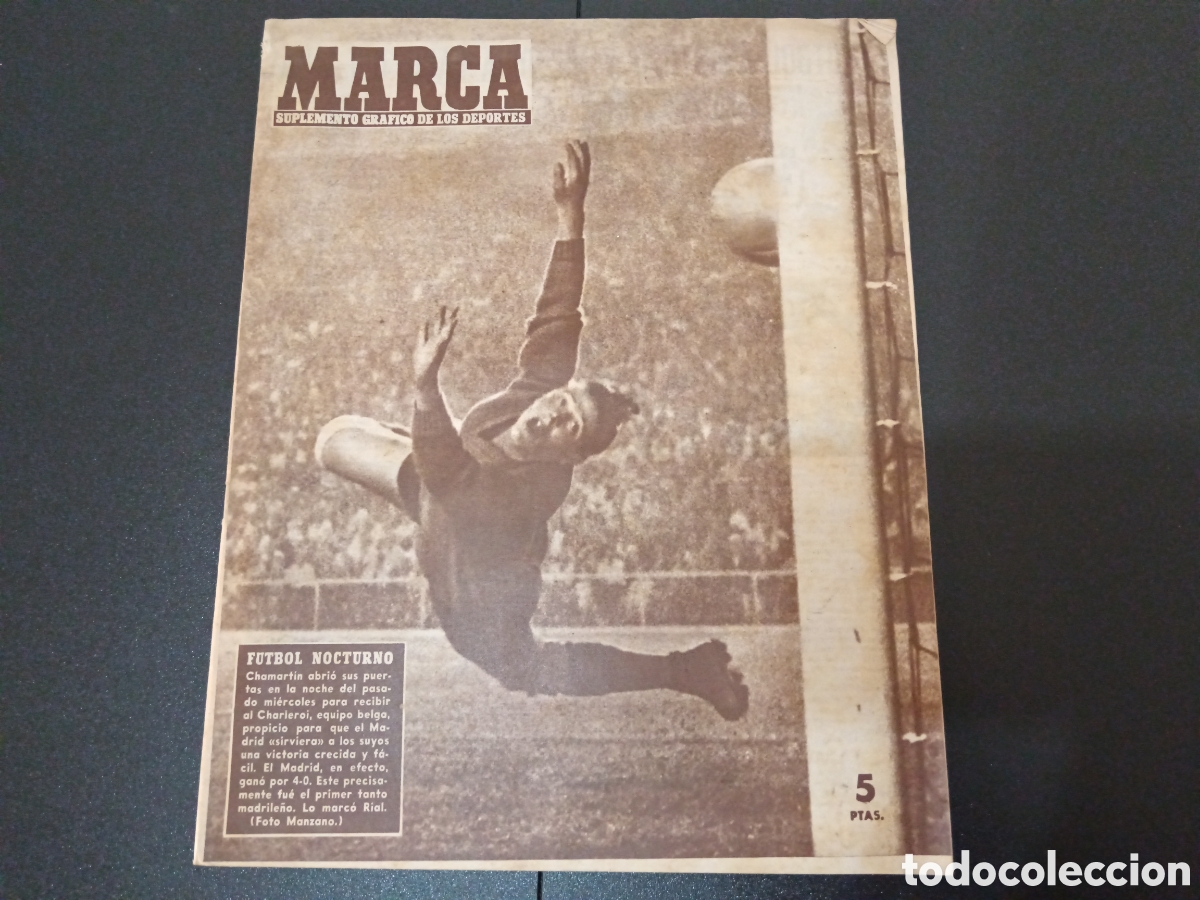 MARCA
SUPLEMENTO GRAFICO DE LOS DEPORTES
FUTBOL NOCTURNO
Chamartín abrió sus puer-
tas en la noche del pasa-
do miércoles para recibir
al Charleroi, equipo belga,
propicio para que el Ma-
drid «sirviera» a los suyos
una victoria crecida y fá-
cil. El Madrid, en efecto,
ganó por 4-0. Este precisa-
mente fué el primer tanto
madrileño. Lo marcó Rial.
(Foto Manzano.)
5
PTAS.
todocoleccion